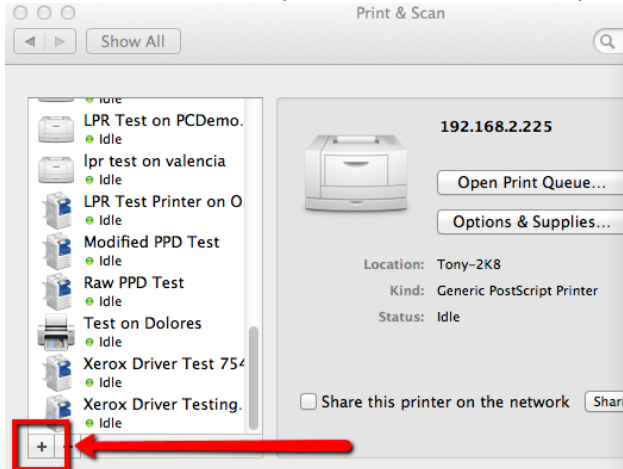 Print & Scan
Show All
Idle
LPR Test on PCDemo.
Idle
lpr test on valencia
Idle
LPR Test Printer on O
Idle
Modified PPD Test
Idle
Raw PPD Test
Idle
Test on Dolores
Idle
Xerox Driver Test 754
Idle
Xerox Driver Testing.
Idle
+
192.168.2.225
Open Print Queue...
Options & Supplies...
Location: Tony-2K8
Kind: Generic PostScript Printer
Status: Idle
Share this printer on the network Shari